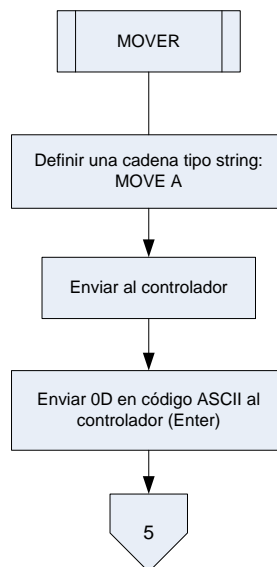 MOVER
Definir una cadena tipo string:
MOVE A
Enviar al controlador
Enviar 0D en código ASCII al
controlador (Enter)
5